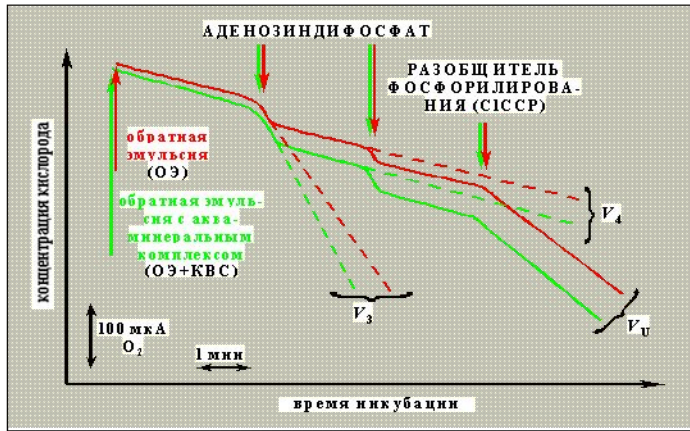 АДЕНОЗИНДИФОСФАТ
РАЗОБЩИТЕЛЬ
ФОСФОРИЛИРОВА-
НИЯ (ClCCP)
обратная
эмульсия
(ОЭ)
обратная эмуль-
сия с аква-
минеральным
комплексом
(ОЭ+КВС)
концентрация кислорода
V4
V3
VU
100 мкА
O2
1 мин
время инкубации